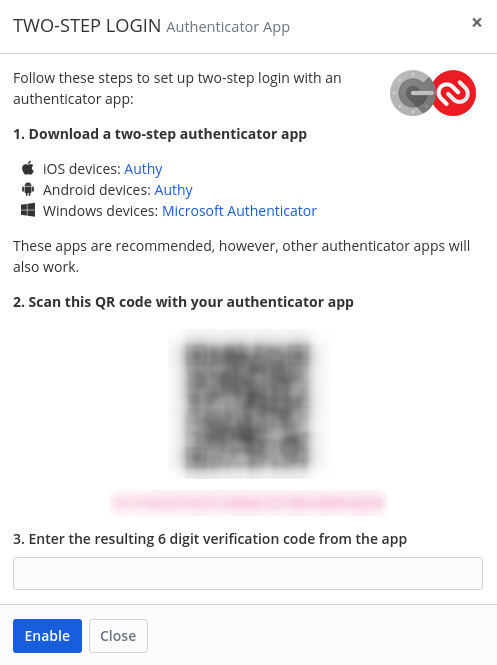 TWO-STEP LOGIN Authenticator App ×
Follow these steps to set up two-step login with an
authenticator app:
1. Download a two-step authenticator app
iOS devices: Authy
Android devices: Authy
Windows devices: Microsoft Authenticator
These apps are recommended, however, other authenticator apps will
also work.
2. Scan this QR code with your authenticator app
3. Enter the resulting 6 digit verification code from the app
Enable Close